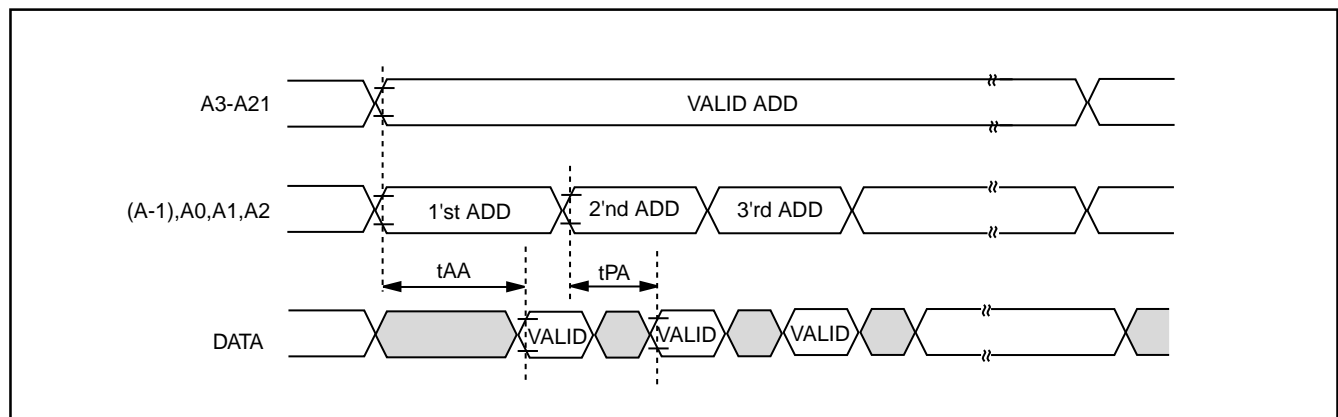 A3-A21
VALID ADD
(A-1),A0,A1,A2
1'st ADD
2'nd ADD
3'rd ADD
tAA
tPA
DATA
VALID
VALID
VALID